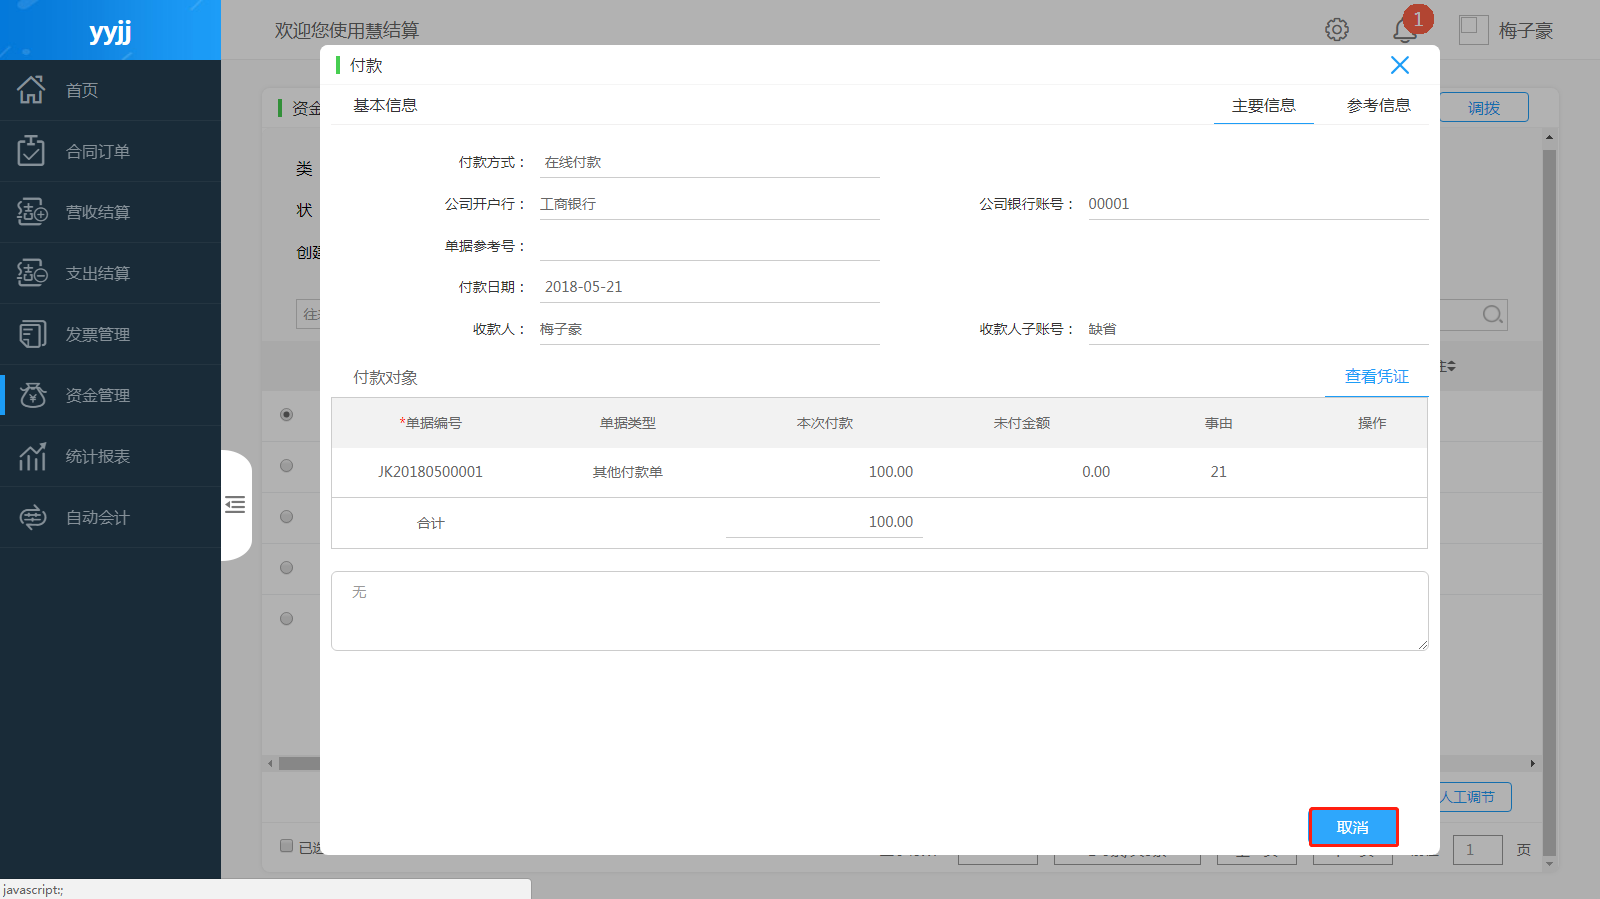 yyjj
欢迎您使用慧结算
1
梅子豪
首页
合同订单
营收结算
支出结算
发票管理
资金管理
统计报表
自动会计
资金
调拨
类
状
创建
往来
付款
基本信息
主要信息
参考信息
付款方式： 在线付款
公司开户行： 工商银行
公司银行账号： 00001
单据参考号：
付款日期： 2018-05-21
收款人： 梅子豪
收款人子账号： 缺省
付款对象
查看凭证
*单据编号 单据类型 本次付款 未付金额 事由 操作
JK20180500001 其他付款单 100.00 0.00 21
合计 100.00
无
取消
人工调节
已选
1 页
javascript:;